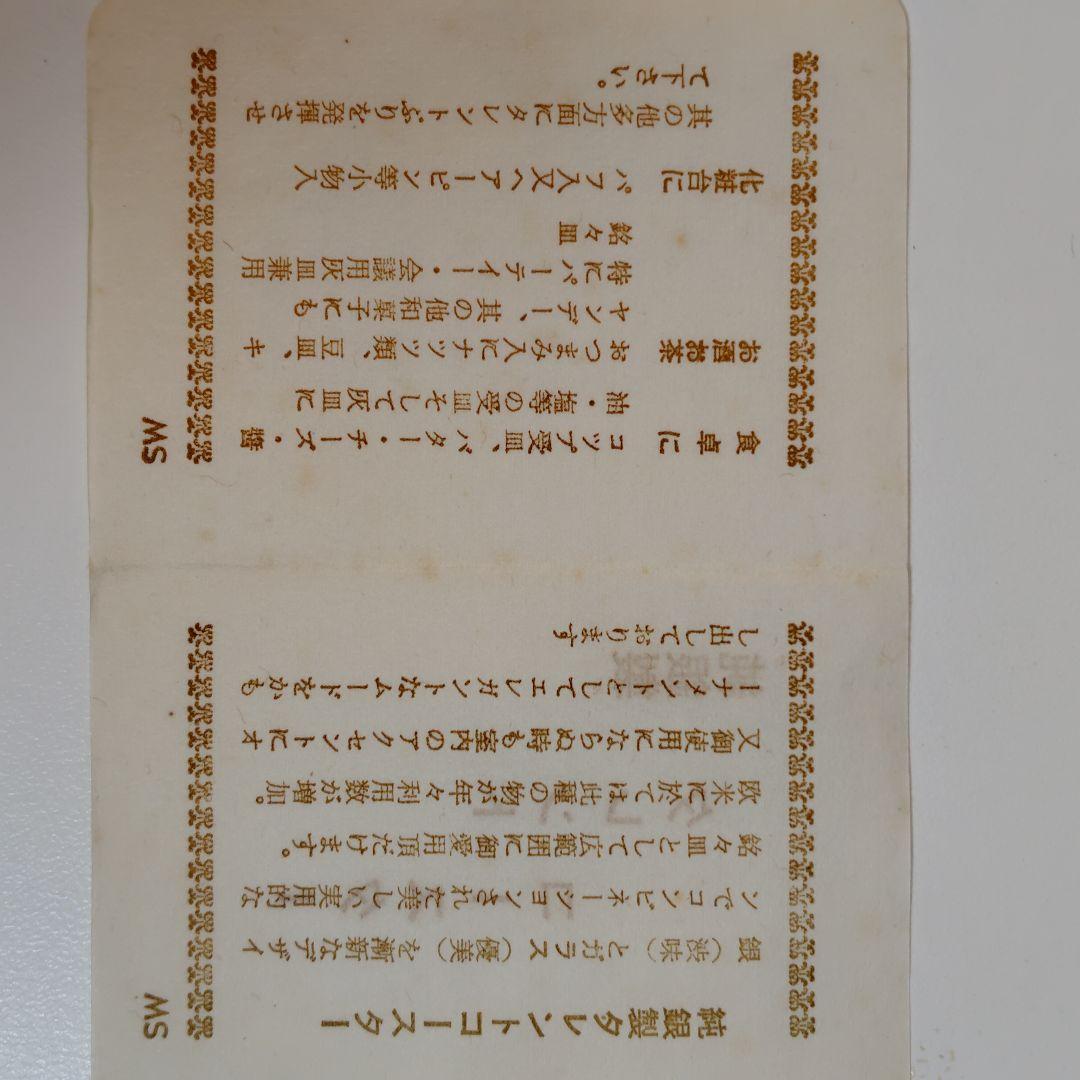 純銀製タレントコースター
銀（渋味）とガラス（優美）を漸新なデザイ
ンでコンビネーションされた美しい実用的な
銘々皿として広範囲に御愛用頂だけます。
欧米に於ては此種の物が年々利用数が増加。
又御使用にならぬ時も室内のアクセントにオ
ーナメントとしてエレガントなムードをかも
し出しております
MS
食卓に コップ受皿、バター・チーズ・醬
油・塩等の受皿そして灰皿に
お酒お茶 おつまみ入にナッツ類、豆皿、キ
ャンデー、其の他和菓子にも
特にパーティー・会議用灰皿兼用
銘々皿
化粧台に パフ入又ヘアーピン等小物入
其の他多方面にタレントぶりを発揮させ
て下さい。
MS